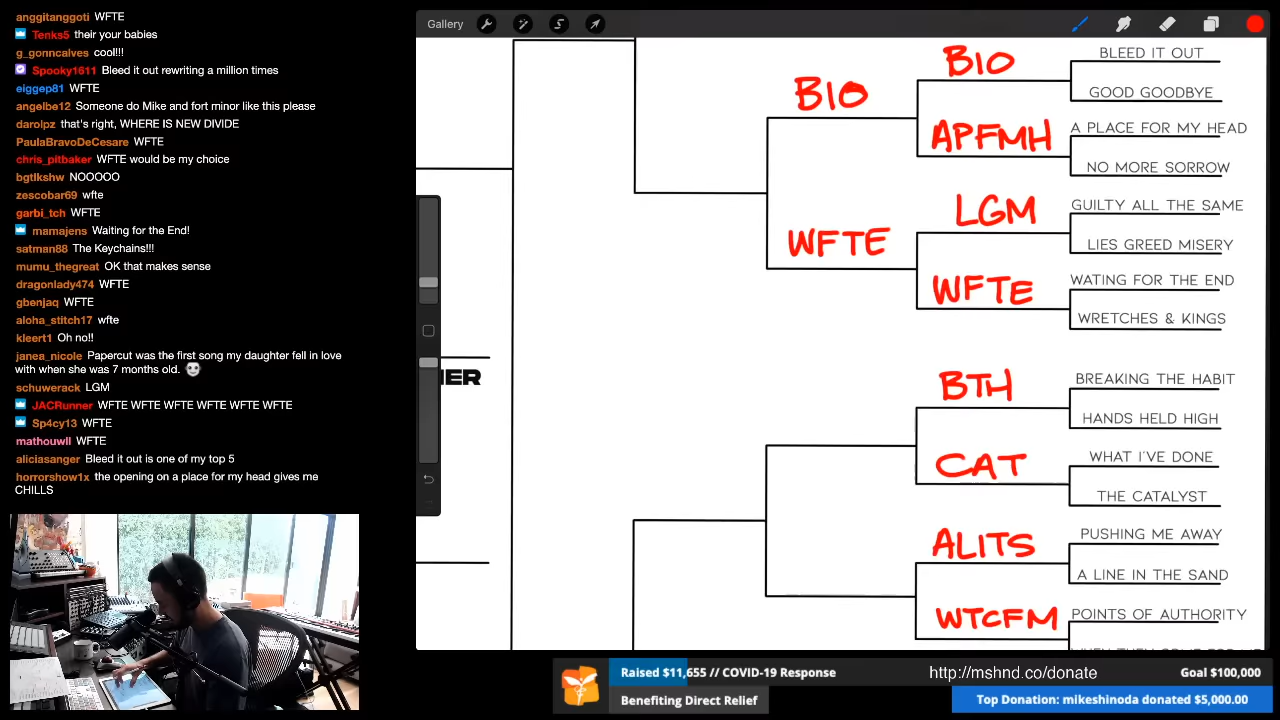 anggitanggoti WFTE
Tenks5 their your babies
g_gonncalves cool!!!
Spooky1611 Bleed it out rewriting a million times
eiggep81 WFTE
angelbe12 Someone do Mike and fort minor like this please
darolpz that's right, WHERE IS NEW DIVIDE
PaulaBravoDeCesare WFTE
chris_pitbaker WFTE would be my choice
bgtlkshw NOOOOO
zescobar69 wfte
garbi_tch WFTE
mamajens Waiting for the End!
satman88 The Keychains!!!
mumu_thegreat OK that makes sense
dragonlady474 WFTE
gbenjaq WFTE
aloha_stitch17 wfte
kleert1 Oh no!!
janea_nicole Papercut was the first song my daughter fell in love
with when she was 7 months old.
schuwerack LGM
JACRunner WFTE WFTE WFTE WFTE WFTE WFTE
Sp4cy13 WFTE
mathouwll WFTE
aliciasanger Bleed it out is one of my top 5
horrorshow1x the opening on a place for my head gives me
CHILLS
Gallery
BIO
BIO
BLEED IT OUT
GOOD GOODBYE
APFMH
A PLACE FOR MY HEAD
NO MORE SORROW
WFTE
LGM
GUILTY ALL THE SAME
LIES GREED MISERY
WFTE
WATING FOR THE END
WRETCHES & KINGS
NER
BTH
BREAKING THE HABIT
HANDS HELD HIGH
CAT
WHAT I'VE DONE
THE CATALYST
ALITS
PUSHING ME AWAY
A LINE IN THE SAND
WTCFM
POINTS OF AUTHORITY
Raised $11,655 // COVID-19 Response
http://mshnd.co/donate
Goal $100,000
Benefiting Direct Relief
Top Donation: mikeshinoda donated $5,000.00